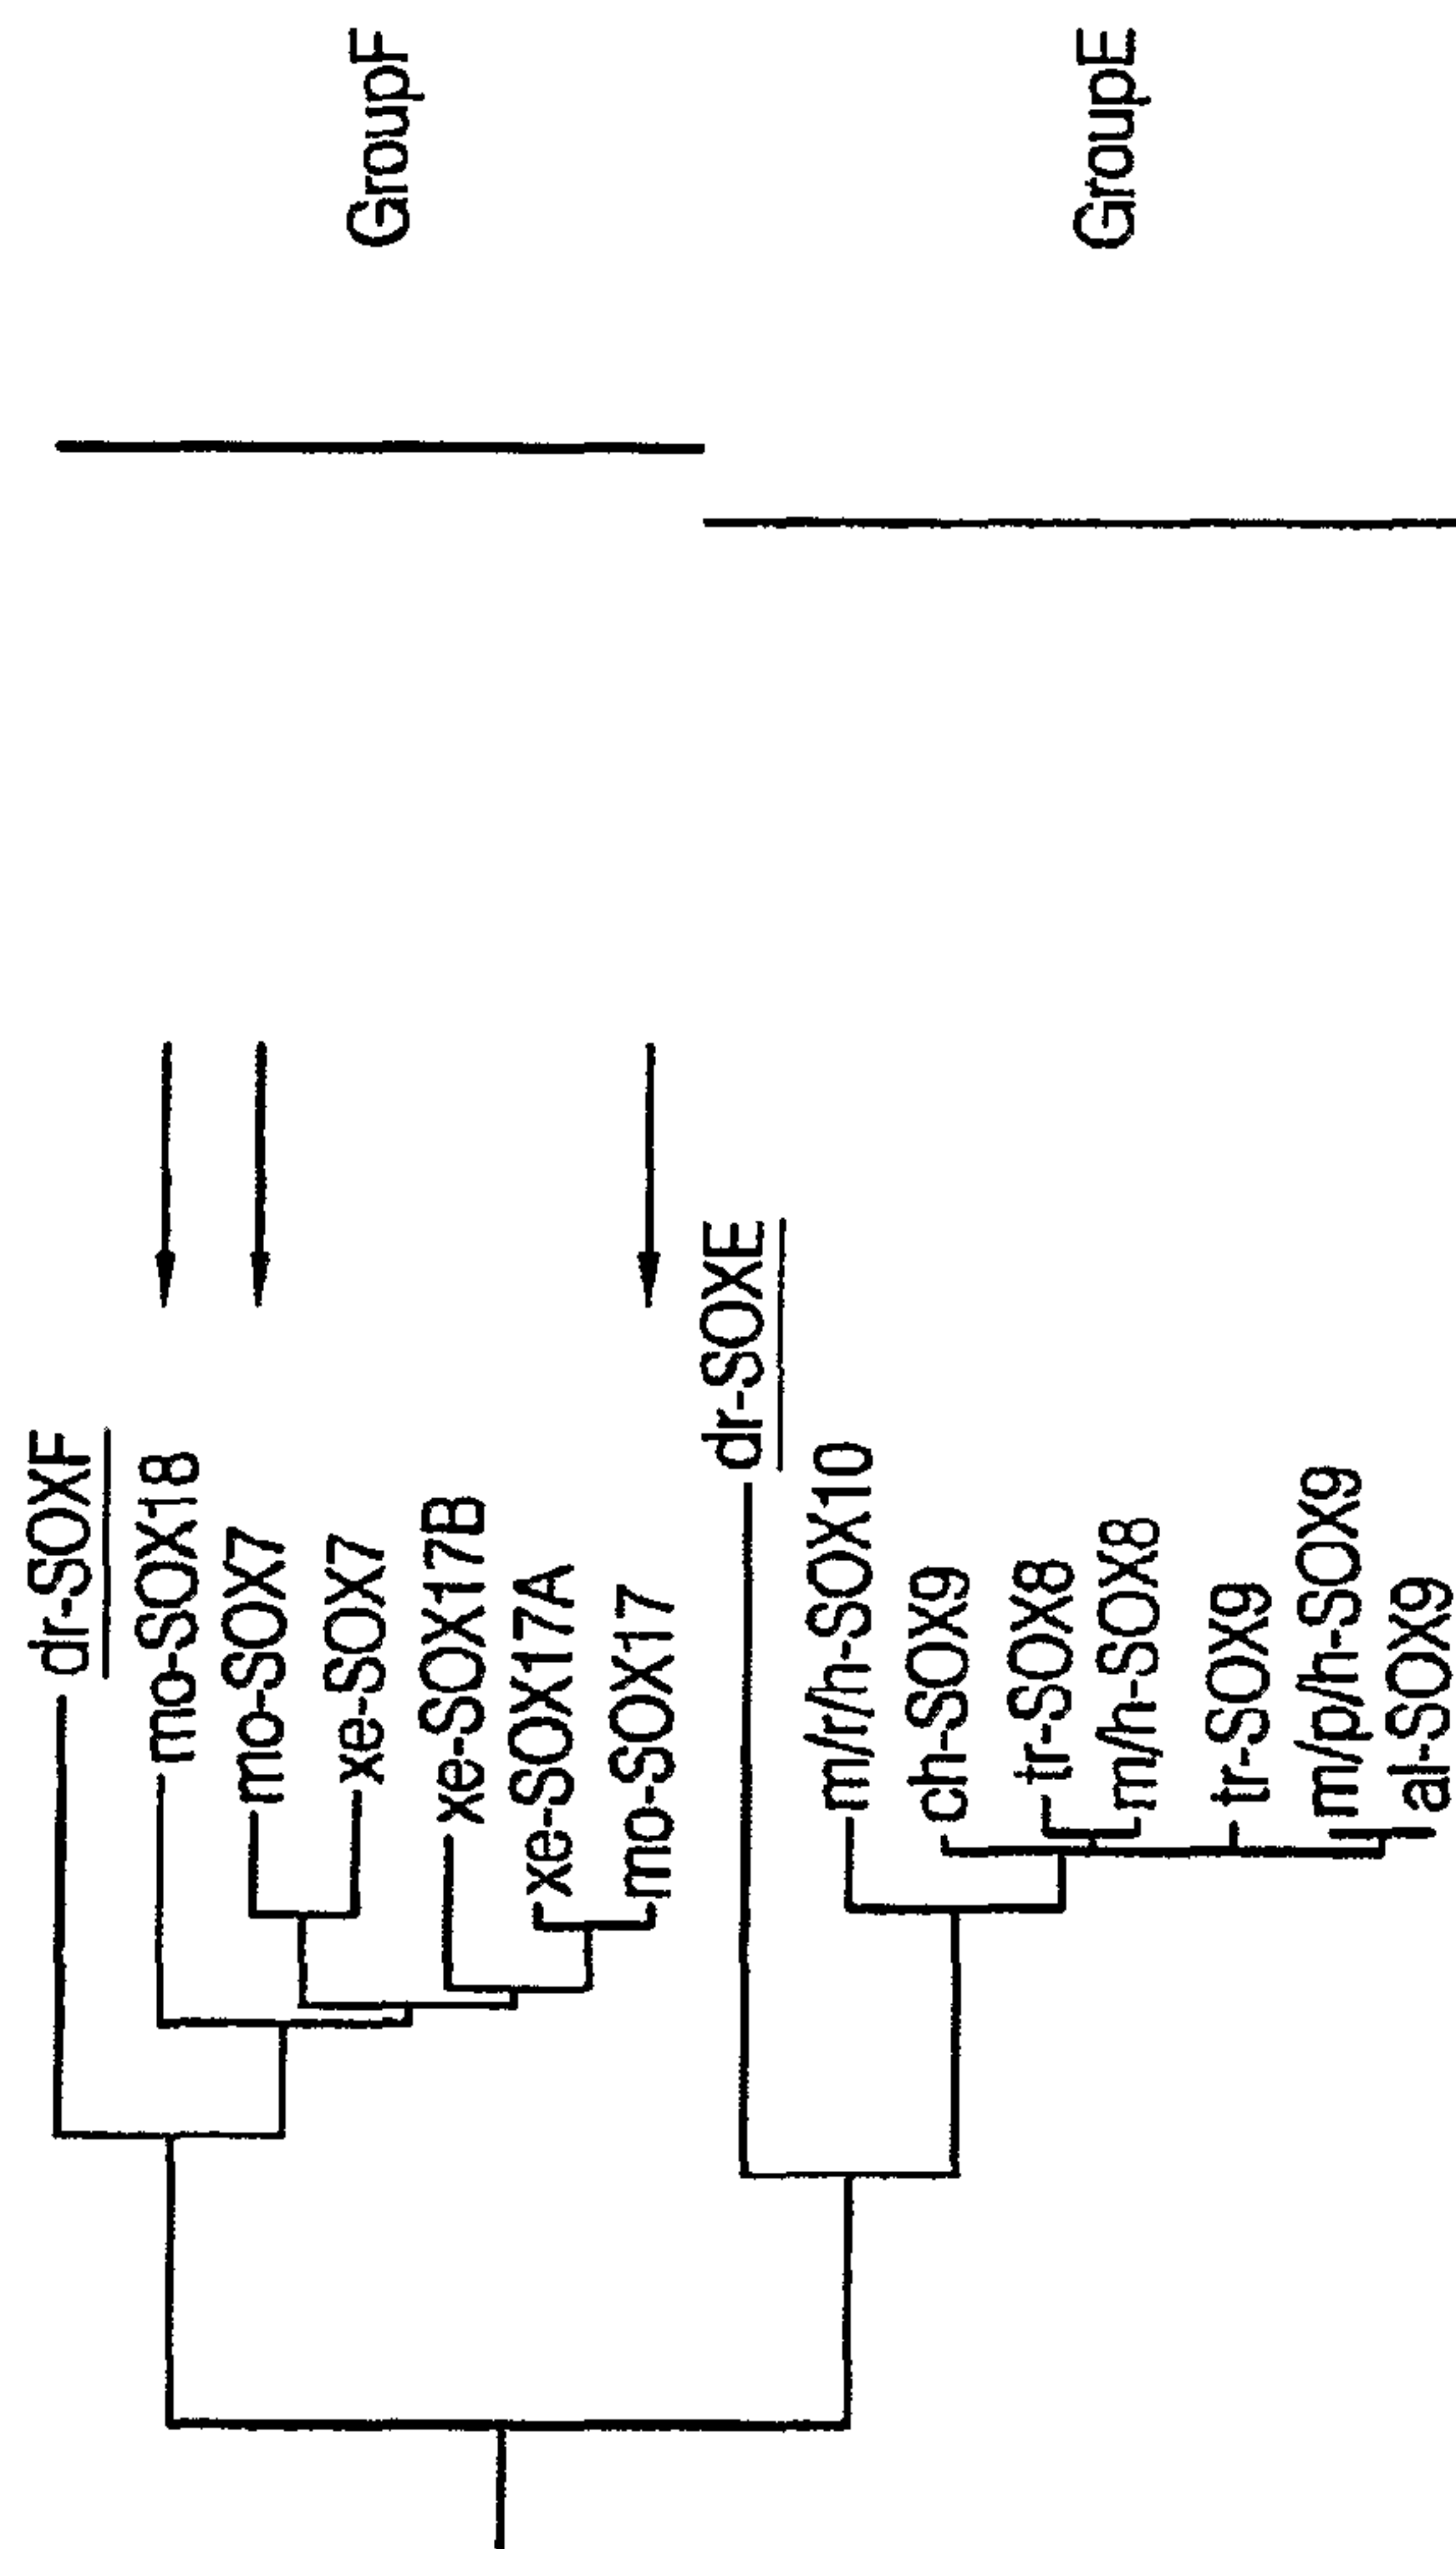 dr-SOXF
mo-SOX18
mo-SOX7
xe-SOX7
xe-SOX17B
xe-SOX17A
mo-SOX17
GroupF
dr-SOXE
m/r/h-SOX10
ch-SOX9
tr-SOX8
m/h-SOX8
tr-SOX9
m/p/h-SOX9
al-SOX9
GroupE